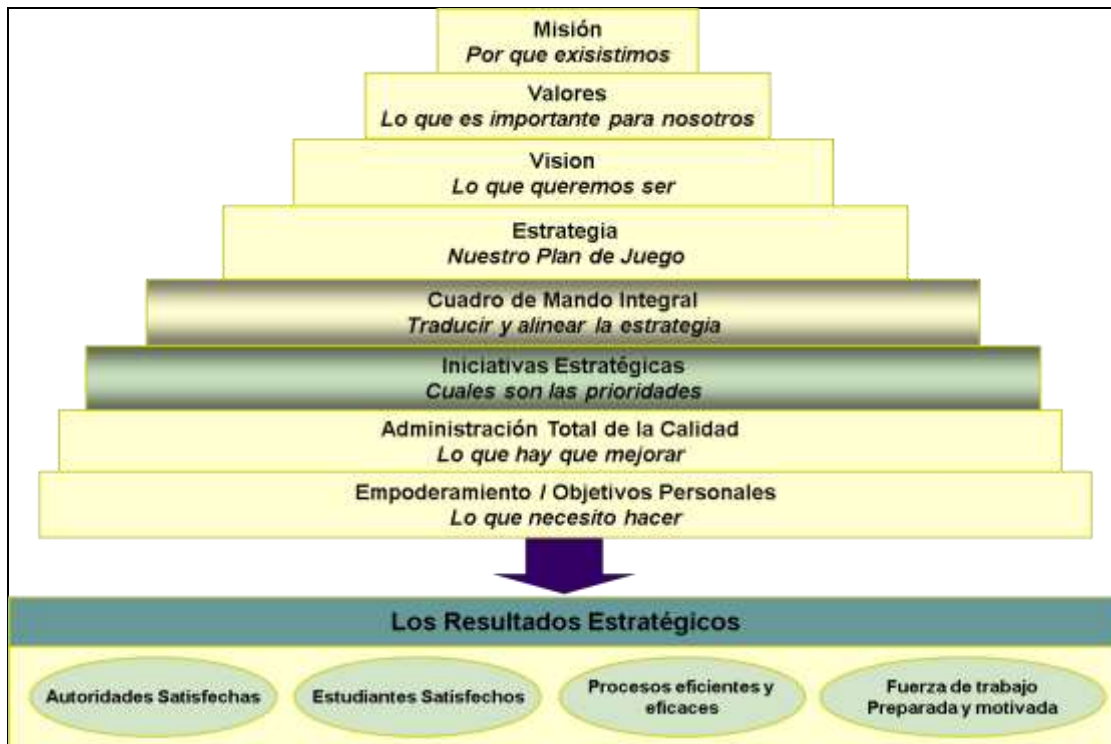 Misión
Por que exisistimos
Valores
Lo que es importante para nosotros
Vision
Lo que queremos ser
Estrategia
Nuestro Plan de Juego
Cuadro de Mando Integral
Traducir y alinear la estrategia
Iniciativas Estratégicas
Cuales son las prioridades
Administración Total de la Calidad
Lo que hay que mejorar
Empoderamiento / Objetivos Personales
Lo que necesito hacer
Los Resultados Estratégicos
Autoridades Satisfechas
Estudiantes Satisfechos
Procesos eficientes y
eficaces
Fuerza de trabajo
Preparada y motivada